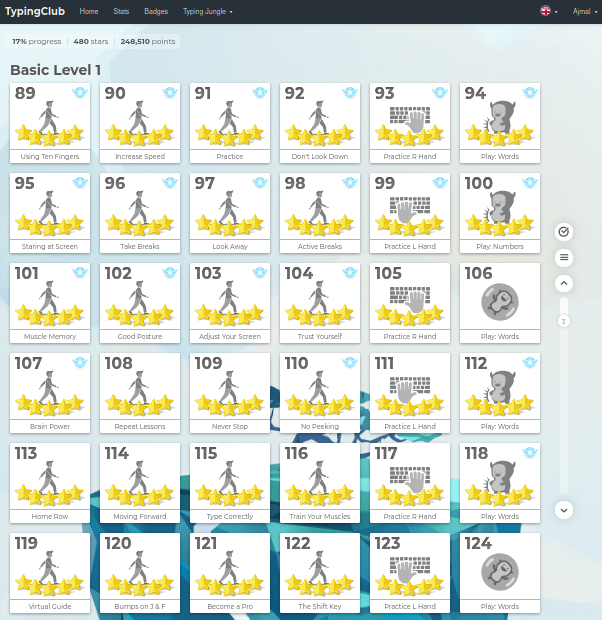 TypingClub Home Stats Badges Typing Jungle Ajmal
17% progress 480 stars 248,510 points
Basic Level 1
89 90 91 92 93 94
Using Ten Fingers Increase Speed Practice Don't Look Down Practice R Hand Play: Words
95 96 97 98 99 100
Staring at Screen Take Breaks Look Away Active Breaks Practice L Hand Play: Numbers
101 102 103 104 105 106
Muscle Memory Good Posture Adjust Your Screen Trust Yourself Practice R Hand Play: Words
3
107 108 109 110 111 112
Brain Power Repeat Lessons Never Stop No Peeking Practice L Hand Play: Words
113 114 115 116 117 118
Home Row Moving Forward Type Correctly Train Your Muscles Practice R Hand Play: Words
119 120 121 122 123 124
Virtual Guide Bumps on J & F Become a Pro The Shift Key Practice L Hand Play: Words